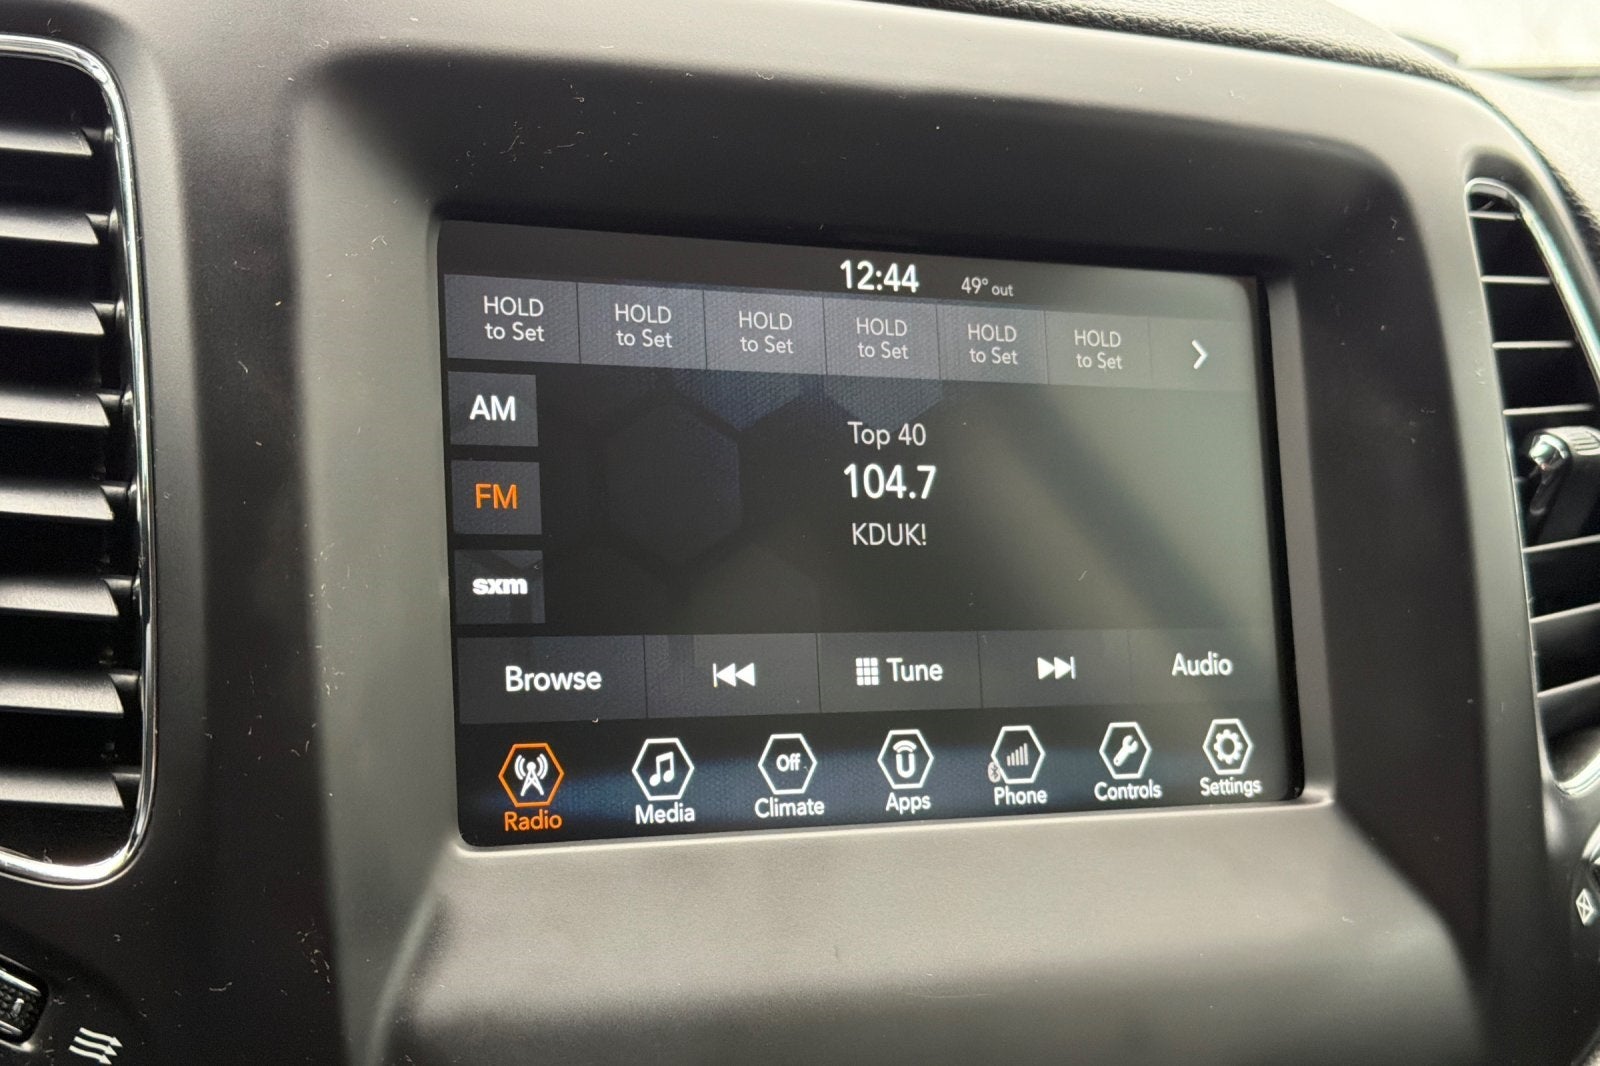 12:44 49° out
HOLD
to Set
HOLD
to Set
HOLD
to Set
HOLD
to Set
HOLD
to Set
HOLD
to Set
AM
FM
sxm
Top 40
104.7
KDUK!
Browse
Tune
Audio
Radio
Media
Off
Climate
Apps
Phone
Controls
Settings